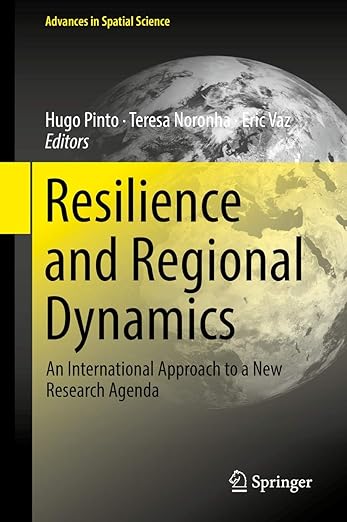 Advances in Spatial Science
Hugo Pinto · Teresa Noronha · Eric Vaz
Editors
Resilience
and Regional
Dynamics
An International Approach to a New
Research Agenda
Springer